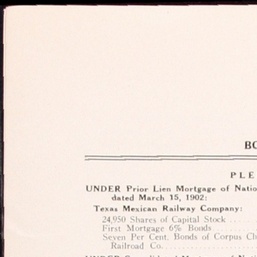 BO
PLE
UNDER Prior Lien Mortgage of Natio
dated March 15, 1902:
Texas Mexican Railway Company:
24,950 Shares of Capital Stock
First Mortgage 6% Bonds
Seven Per Cent. Bonds of Corpus Ch
Railroad Co.